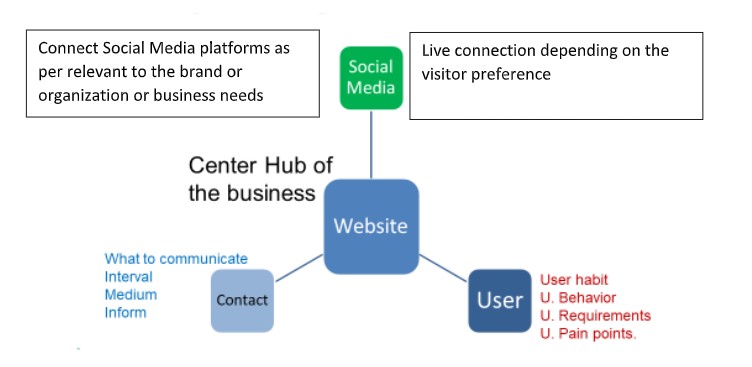 Connect Social Media platforms as
per relevant to the brand or
organization or business needs
Social
Media
Live connection depending on the
visitor preference
Center Hub of
the business
Website
What to communicate
Interval
Medium
Inform
Contact
User
User habit
U. Behavior
U. Requirements
U. Pain points.